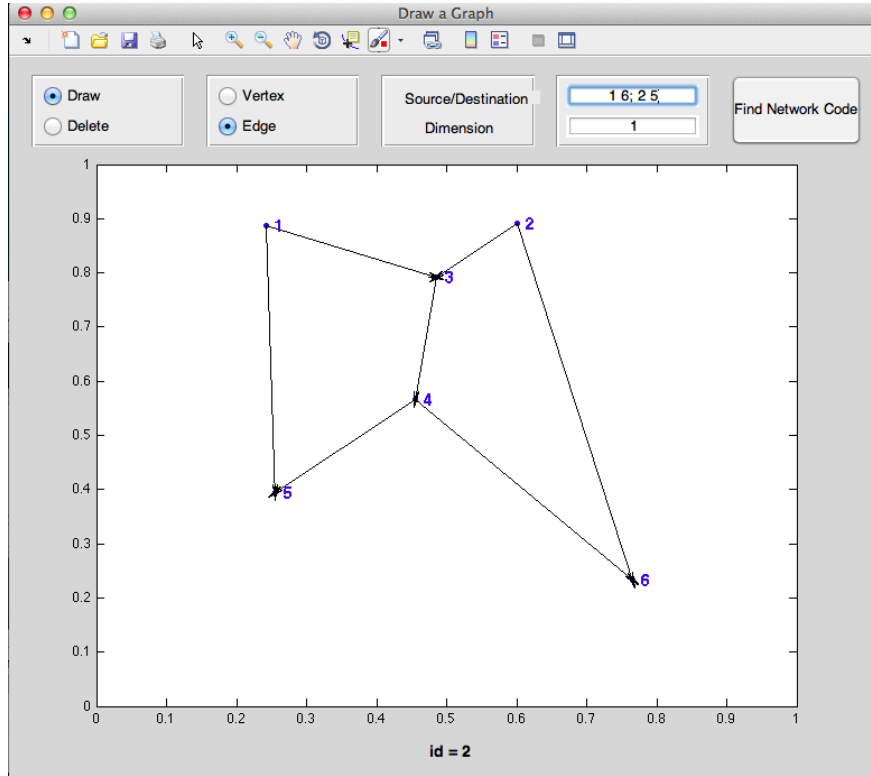 Draw a Graph
Draw
Delete
Vertex
Edge
Source/Destination
Dimension
1 6; 2 5
1
Find Network Code
1
0.9
0.8
0.7
0.6
0.5
0.4
0.3
0.2
0.1
0
1
2
3
4
5
6
0 0.1 0.2 0.3 0.4 0.5 0.6 0.7 0.8 0.9 1
id = 2